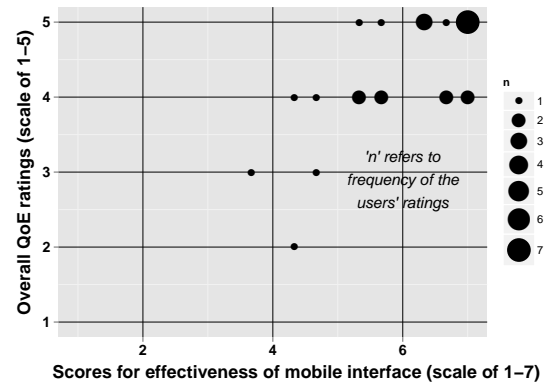 5
4
3
2
1
Overall QoE ratings (scale of 1–5)
'n' refers to
frequency of the
users' ratings
2
4
6
Scores for effectiveness of mobile interface (scale of 1–7)
n
1
2
3
4
5
6
7